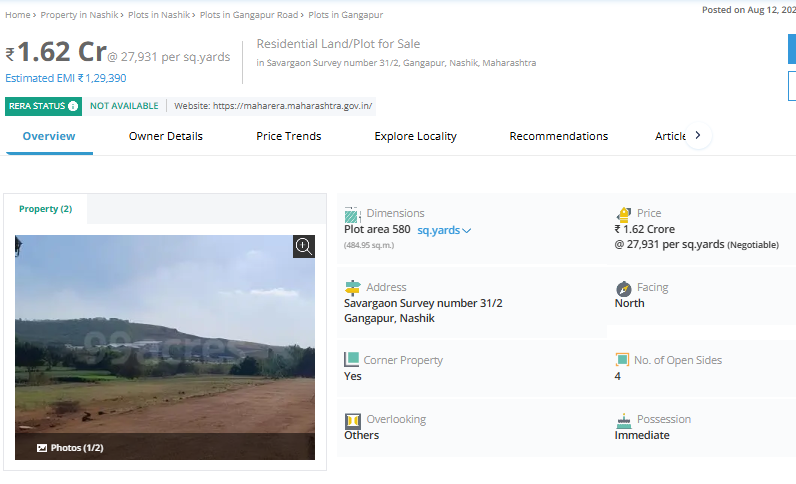 Home > Property in Nashik > Plots in Nashik > Plots in Gangapur Road > Plots in Gangapur
Posted on Aug 12, 202
₹ 1.62 Cr @ 27,931 per sq.yards
Estimated EMI ₹ 1,29,390
Residential Land/Plot for Sale
in Savargaon Survey number 31/2, Gangapur, Nashik, Maharashtra
RERA STATUS NOT AVAILABLE Website: https://maharera.maharashtra.gov.in/
Overview Owner Details Price Trends Explore Locality Recommendations Article >
Property (2)
99acres
Photos (1/2)
Dimensions
Plot area 580 sq.yards
(484.95 sq.m.)
Price
₹ 1.62 Crore
@ 27,931 per sq.yards (Negotiable)
Address
Savargaon Survey number 31/2
Gangapur, Nashik
Facing
North
Corner Property
Yes
No. of Open Sides
4
Overlooking
Others
Possession
Immediate